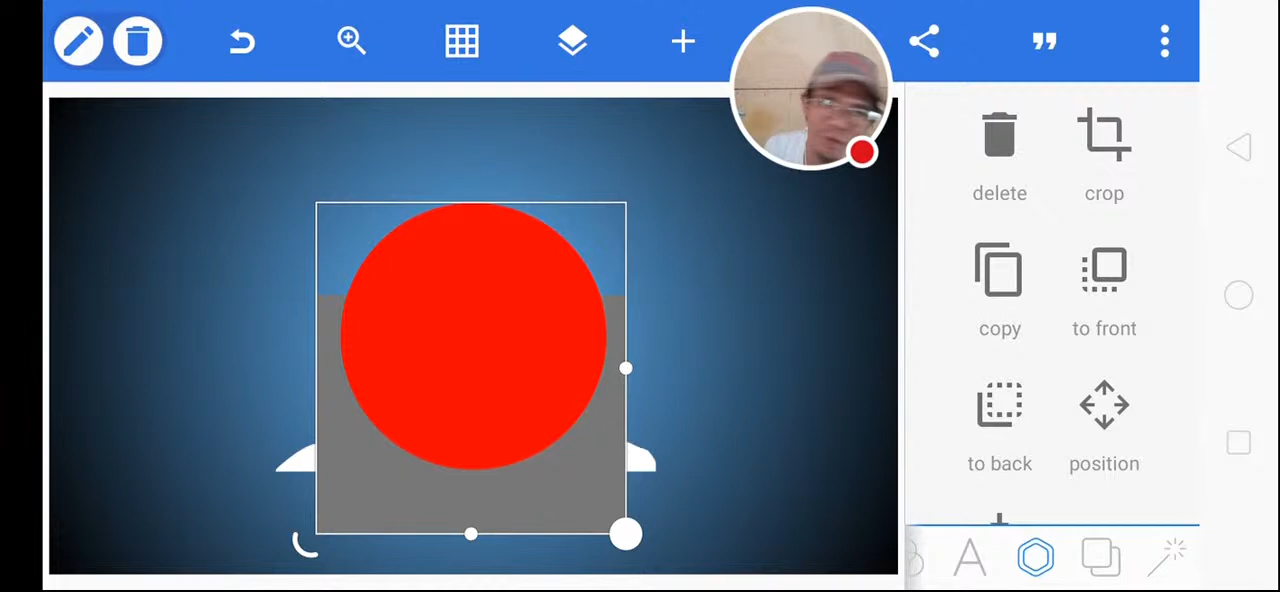 delete
crop
copy
to front
to back
position